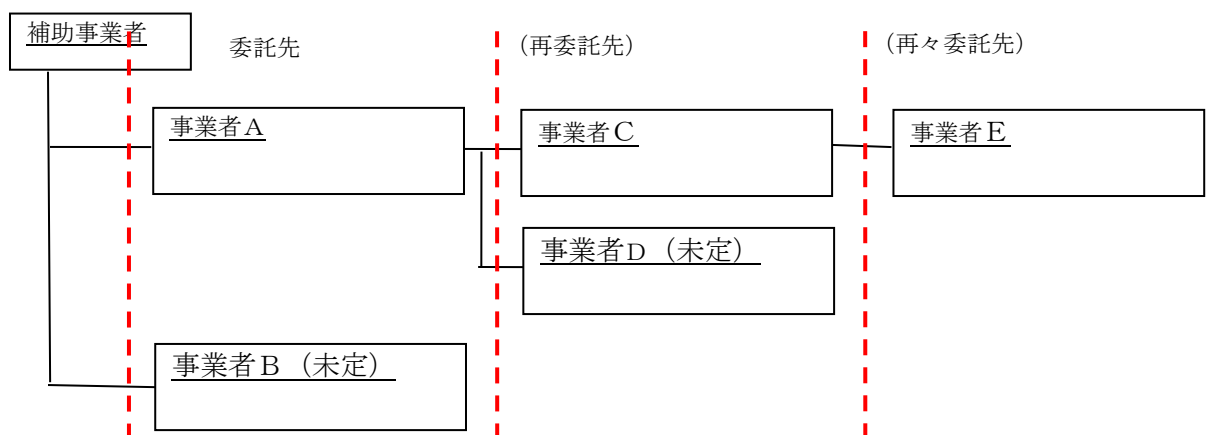 補助事業者
委託先
（再委託先）
（再々委託先）
事業者A
事業者C
事業者E
事業者D（未定）
事業者B（未定）